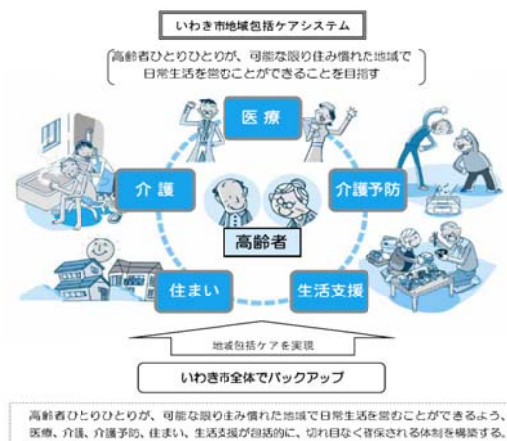 いわき市地域包括ケアシステム
高齢者ひとりひとりが、可能な限り住み慣れた地域で
日常生活を営むことができることを目指す
医療
介護
介護予防
高齢者
住まい
生活支援
地域包括ケアを実現
いわき市全体でバックアップ
高齢者ひとりひとりが、可能な限り住み慣れた地域で日常生活を営むことができるよう、
医療、介護、介護予防、住まい、生活支援が包括的に、切れ目なく確保される体制を構築する。